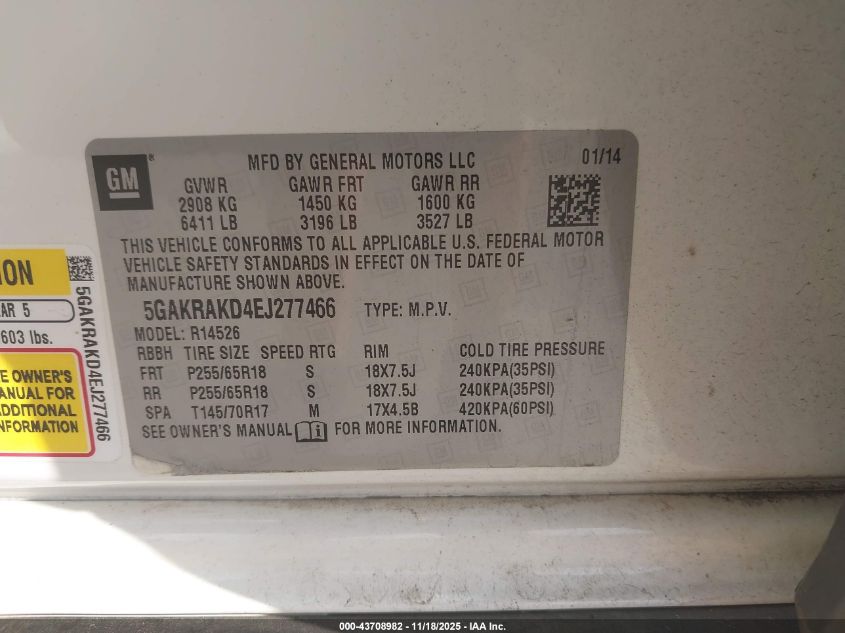 GM ®
MFD BY GENERAL MOTORS LLC 01/14
GVWR GAWR FRT GAWR RR
2908 KG 1450 KG 1600 KG
6411 LB 3196 LB 3527 LB
THIS VEHICLE CONFORMS TO ALL APPLICABLE U.S. FEDERAL MOTOR
VEHICLE SAFETY STANDARDS IN EFFECT ON THE DATE OF
MANUFACTURE SHOWN ABOVE.
5GAKRAKD4EJ277466 TYPE: M.P.V.
MODEL: R14526
RBBH TIRE SIZE SPEED RTG RIM COLD TIRE PRESSURE
FRT P255/65R18 S 18X7.5J 240KPA(35PSI)
RR P255/65R18 S 18X7.5J 240KPA(35PSI)
SPA T145/70R17 M 17X4.5B 420KPA(60PSI)
SEE OWNER'S MANUAL FOR MORE INFORMATION.
ION
AR 5
603 lbs.
E OWNER'S
ANUAL FOR
ADDITIONAL
NFORMATION
5GAKRAKD4EJ277466
000-43708982 - 11/18/2025 - IAA Inc.